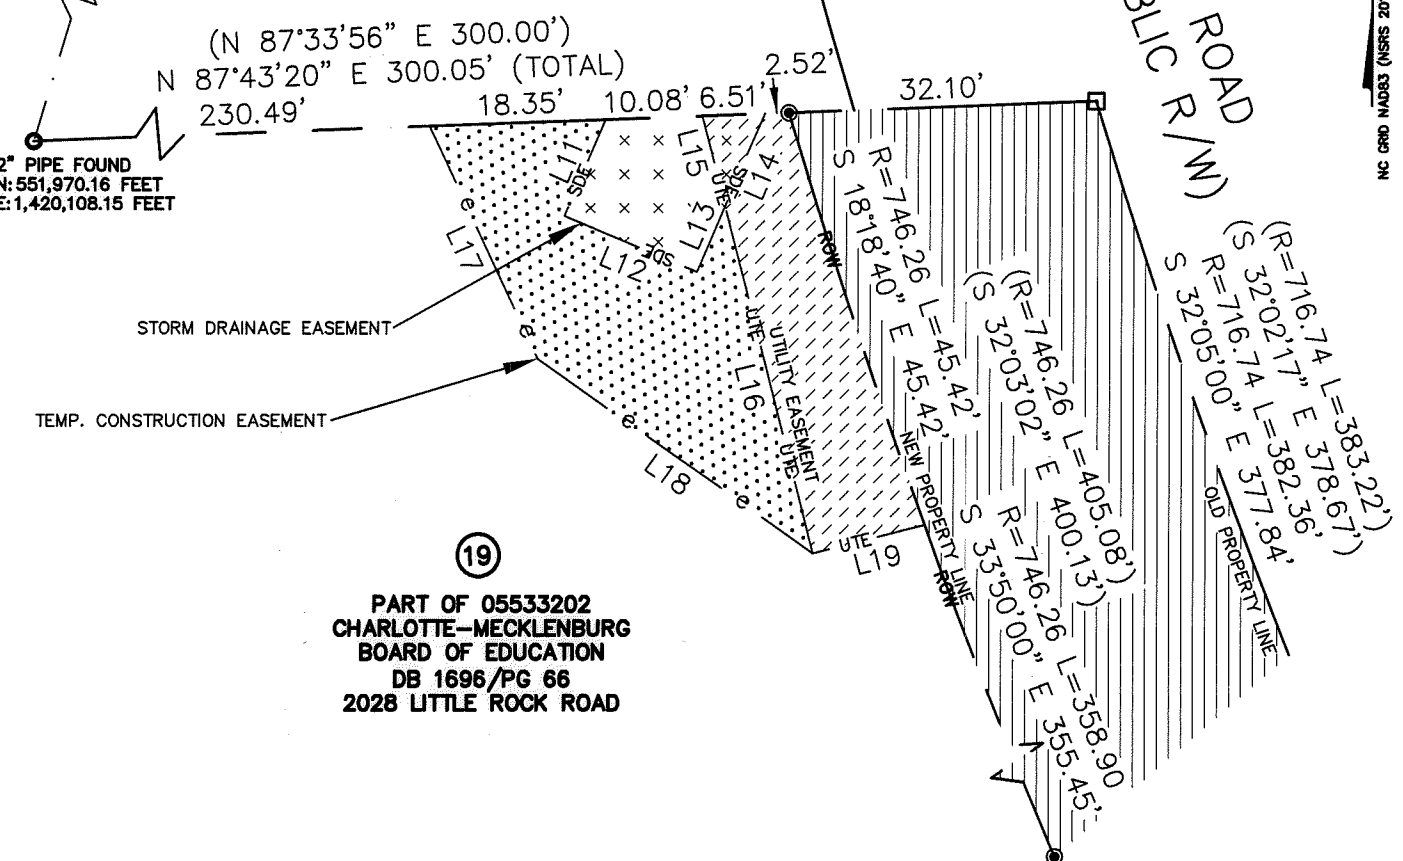 (N 87°33'56" E 300.00')
N 87°43'20" E 300.05' (TOTAL)
230.49'
18.35'
10.08'
6.51'
2.52'
32.10'
2" PIPE FOUND
N: 551,970.16 FEET
E: 1,420,108.15 FEET
ROAD
BLIC R/W)
NC GRID NAD83 (NSRS 20
L11
SDE
L15
UTE
SDE
L14
L13
L12
SDE
L17
e
e
STORM DRAINAGE EASEMENT
TEMP. CONSTRUCTION EASEMENT
UTE
L16
UTILITY EASEMENT
UTE
e
L18
e
UTE
L19
ROW
R=746.26 L=45.42'
S 18°18'40" E 45.42'
(R=746.26 L=405.08')
(S 32°03'02" E 400.13')
R=746.26 L=358.90
S 33°50'00" E 355.45'
NEW PROPERTY LINE
ROW
(R=716.74 L=383.22')
(S 32°02'17" E 378.67')
R=716.74 L=382.36'
S 32°05'00" E 377.84'
OLD PROPERTY LINE
19
PART OF 05533202
CHARLOTTE-MECKLENBURG
BOARD OF EDUCATION
DB 1696/PG 66
2028 LITTLE ROCK ROAD